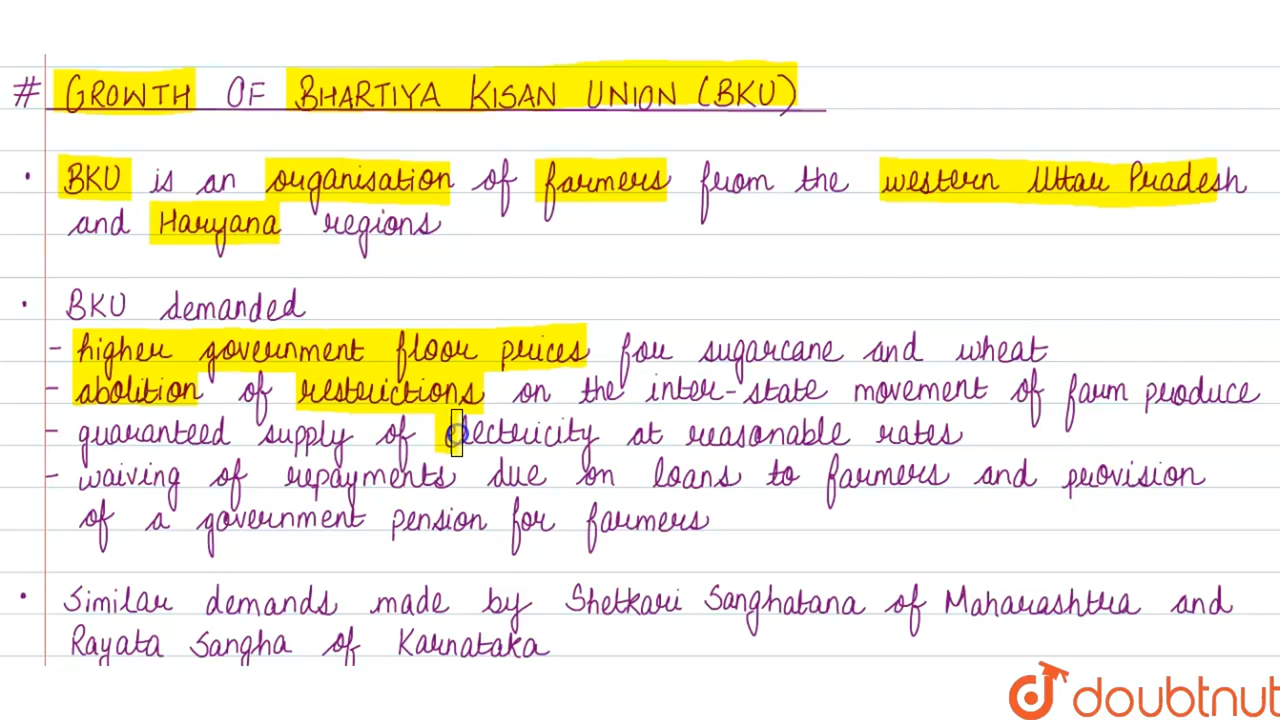 # GROWTH OF BHARTIYA KISAN UNION (BKU)
· BKU is an organisation of farmers from the western Uttar Pradesh
and Haryana regions
· BKU demanded
- higher government floor prices for sugarcane and wheat
- abolition of restrictions on the inter-state movement of farm produce
- guaranteed supply of electricity at reasonable rates
- waiving of repayments due on loans to farmers and provision
of a government pension for farmers
· Similar demands made by Shetkari Sanghatana of Maharashtra and
Rayata Sangha of Karnataka
doubtnut